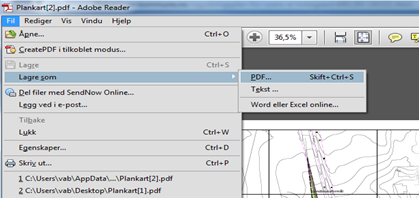 Plankart[2].pdf - Adobe Reader
Fil Rediger Vis Vindu Hjelp
Åpne... Ctrl+O
CreatePDF i tilkoblet modus...
Lagre Ctrl+S
Lagre som
Del filer med SendNow Online...
Legg ved i e-post...
Tilbake
Lukk Ctrl+W
Egenskaper... Ctrl+D
Skriv ut... Ctrl+P
1 C:\Users\vab\AppData\...\Plankart[2].pdf
2 C:\Users\vab\Desktop\Plankart[1].pdf
36,5%
PDF... Skift+Ctrl+S
Tekst ...
Word eller Excel online...